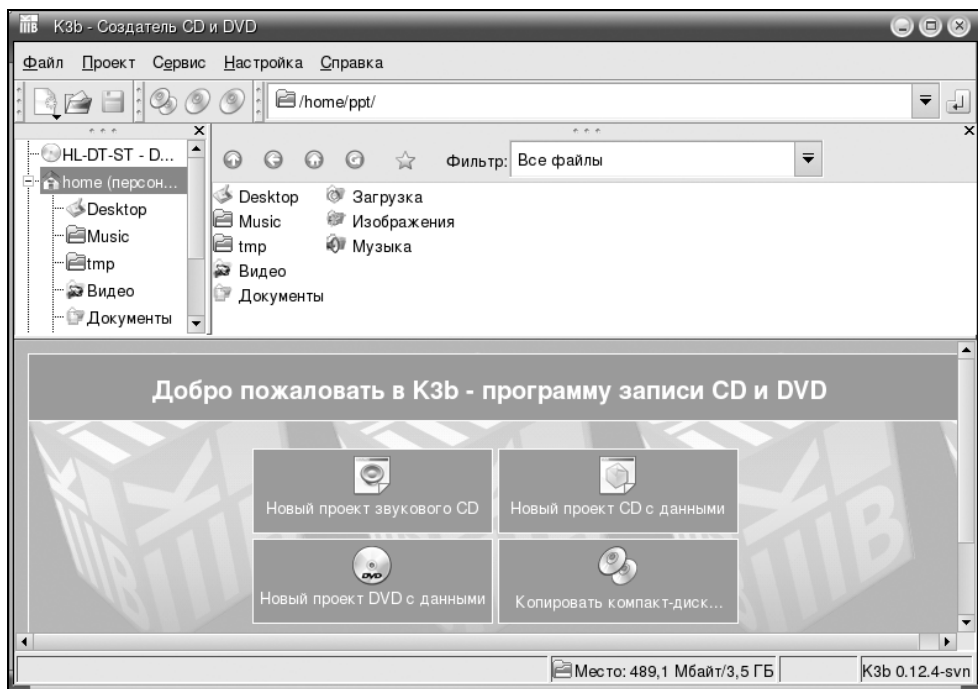 K3b - Создатель CD и DVD
Файл Проект Сервис Настройка Справка
/home/ppt/
HL-DT-ST - D...
home (персон...
Desktop
Music
tmp
Видео
Документы
Фильтр: Все файлы
Desktop Загрузка
Music Изображения
tmp Музыка
Видео
Документы
Добро пожаловать в K3b - программу записи CD и DVD
Новый проект звукового CD
Новый проект CD с данными
DVD
Новый проект DVD с данными
Копировать компакт-диск...
Место: 489,1 Мбайт/3,5 ГБ
K3b 0.12.4-svn